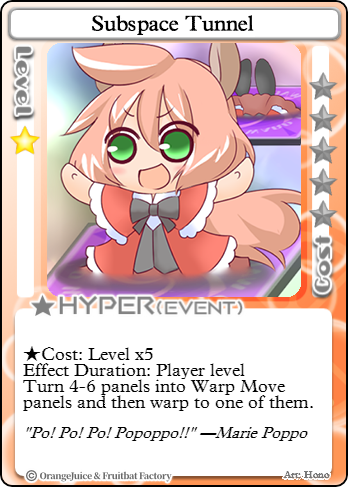 Subspace Tunnel
Level
Cost
★HYPER(EVENT)
★Cost: Level x5
Effect Duration: Player level
Turn 4-6 panels into Warp Move
panels and then warp to one of them.
"Po! Po! Po! Popoppo!!" —Marie Poppo
© OrangeJuice & Fruitbat Factory
Art: Hono